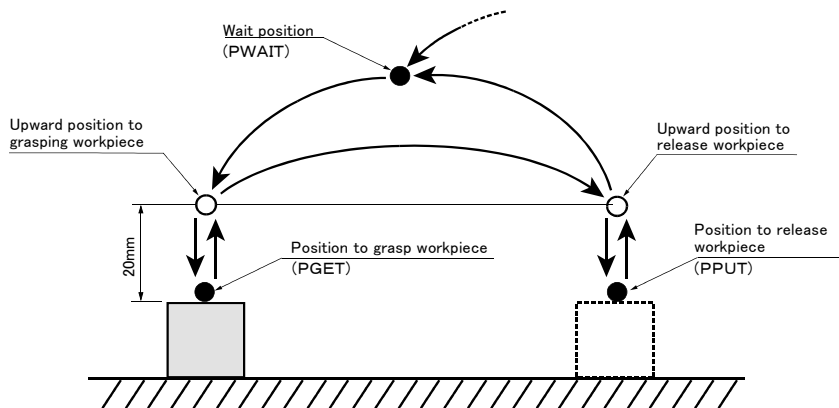 Wait position
(PWAIT)
Upward position to
grasping workpiece
Upward position to
release workpiece
20mm
Position to grasp workpiece
(PGET)
Position to release
workpiece
(PPUT)